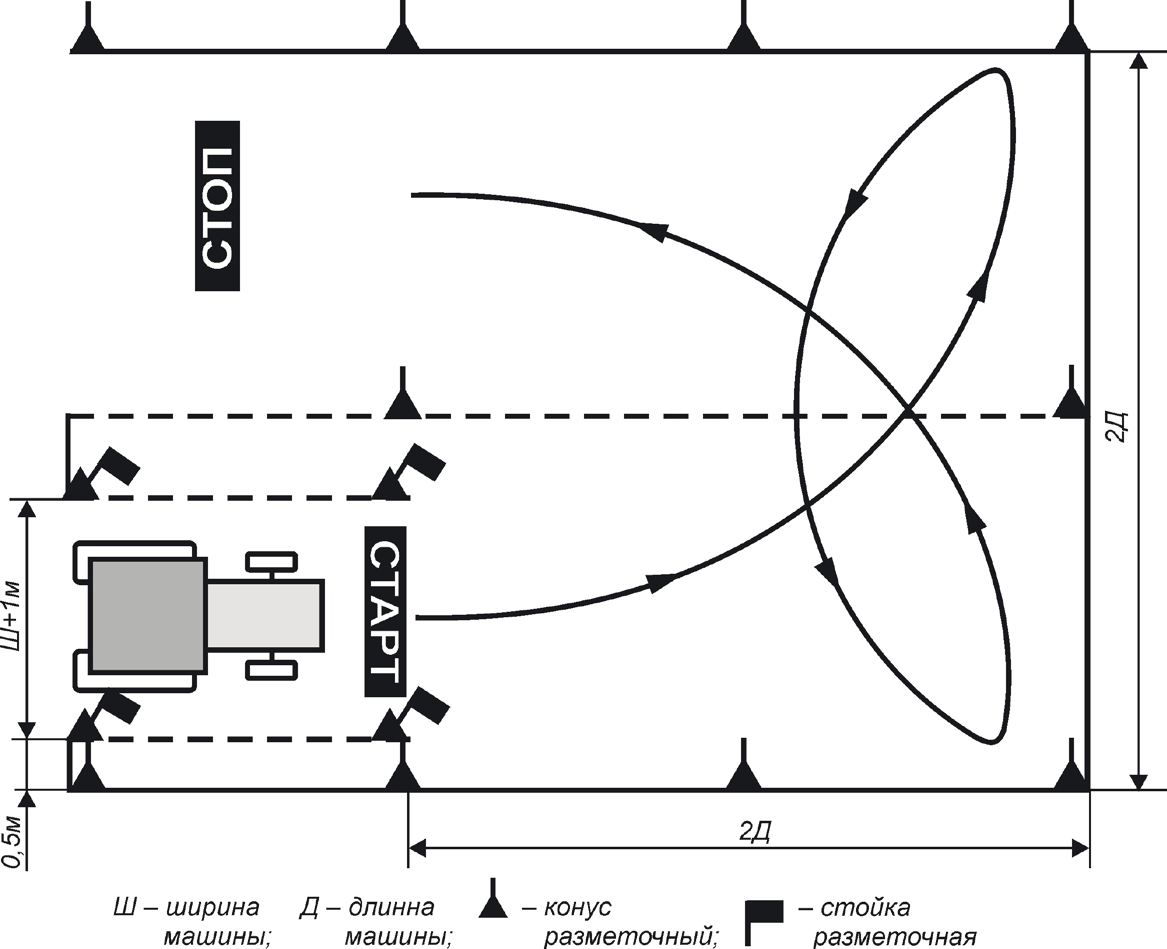 СТОП
2Д
Ш+1м
СТАРТ
0,5м
2Д
Ш – ширина машины;
Д – длинна машины;
– конус разметочный;
– стойка разметочная